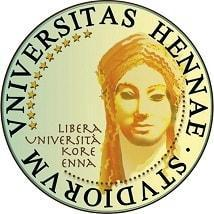 VNIVERSITAS HENNAE · STVDIORVM
LIBERA
UNIVERSITÀ
KORE
ENNA